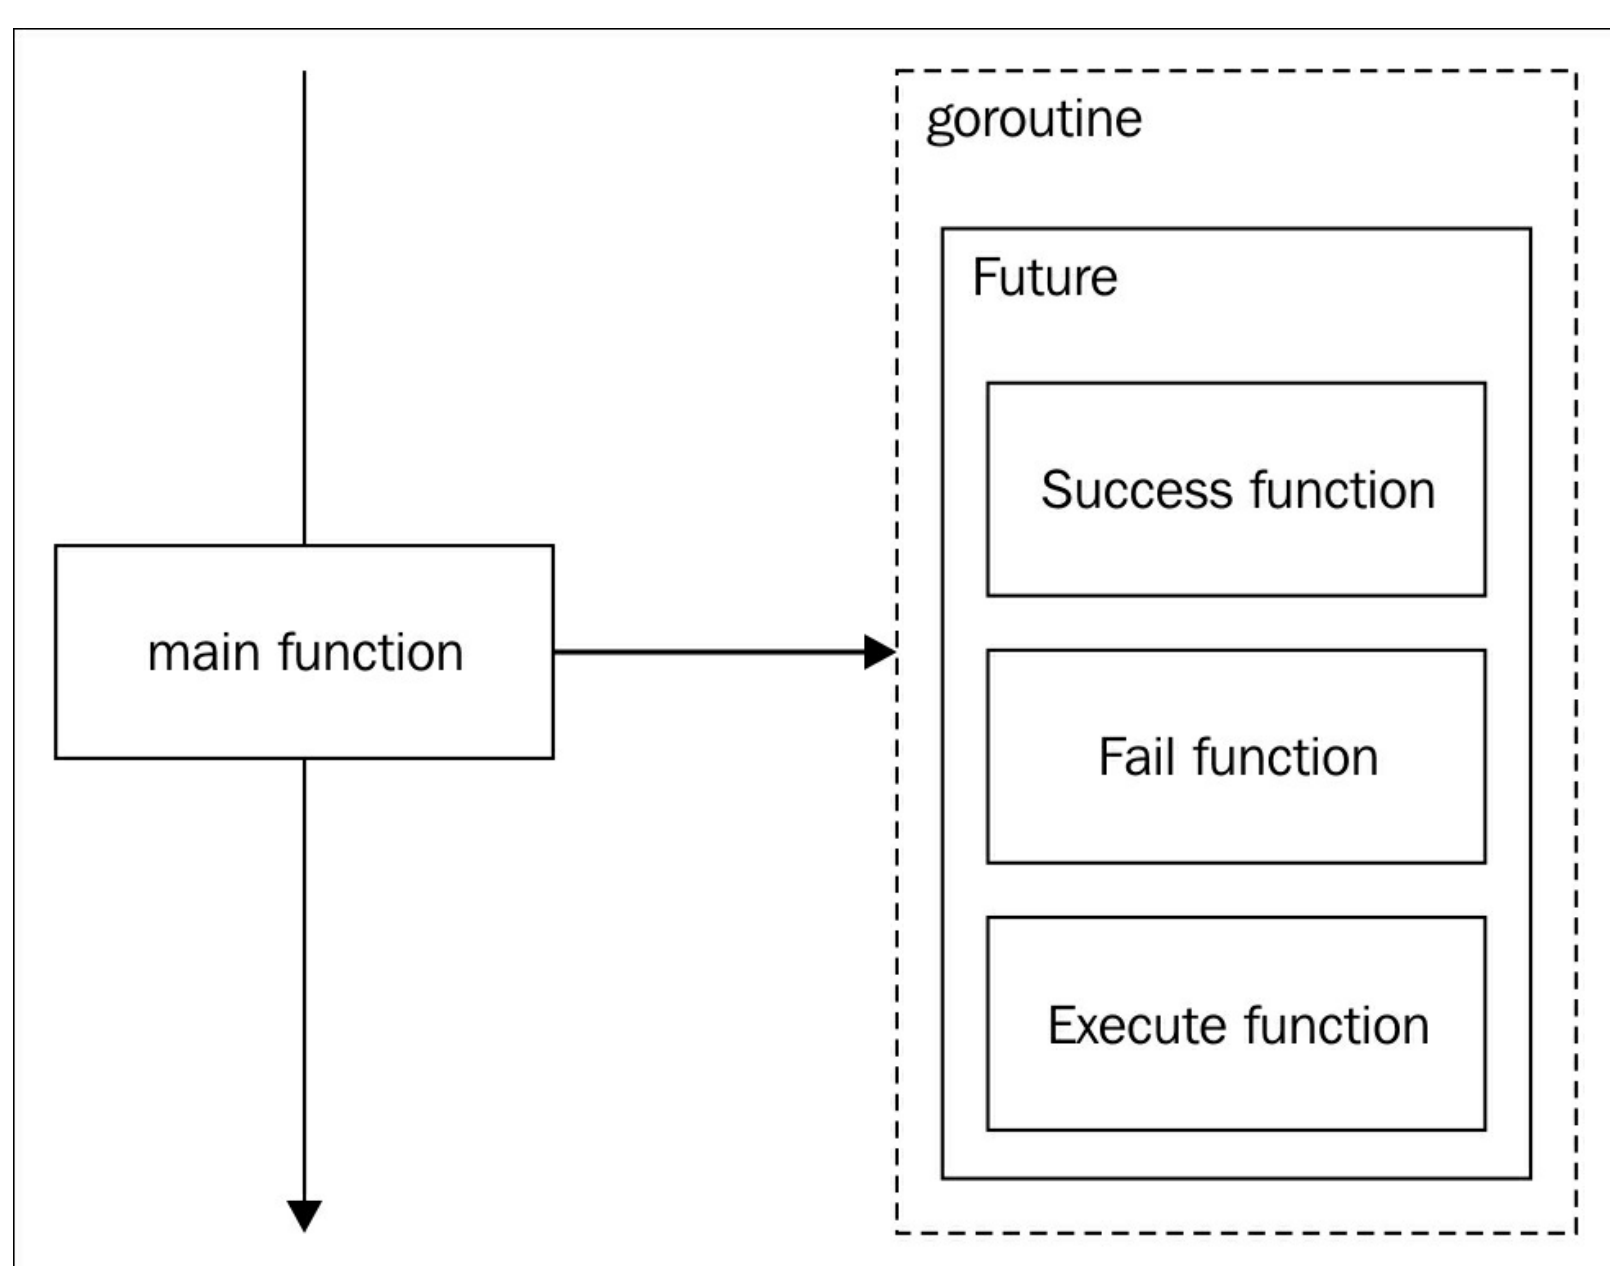 goroutine
Future
Success function
main function
Fail function
Execute function